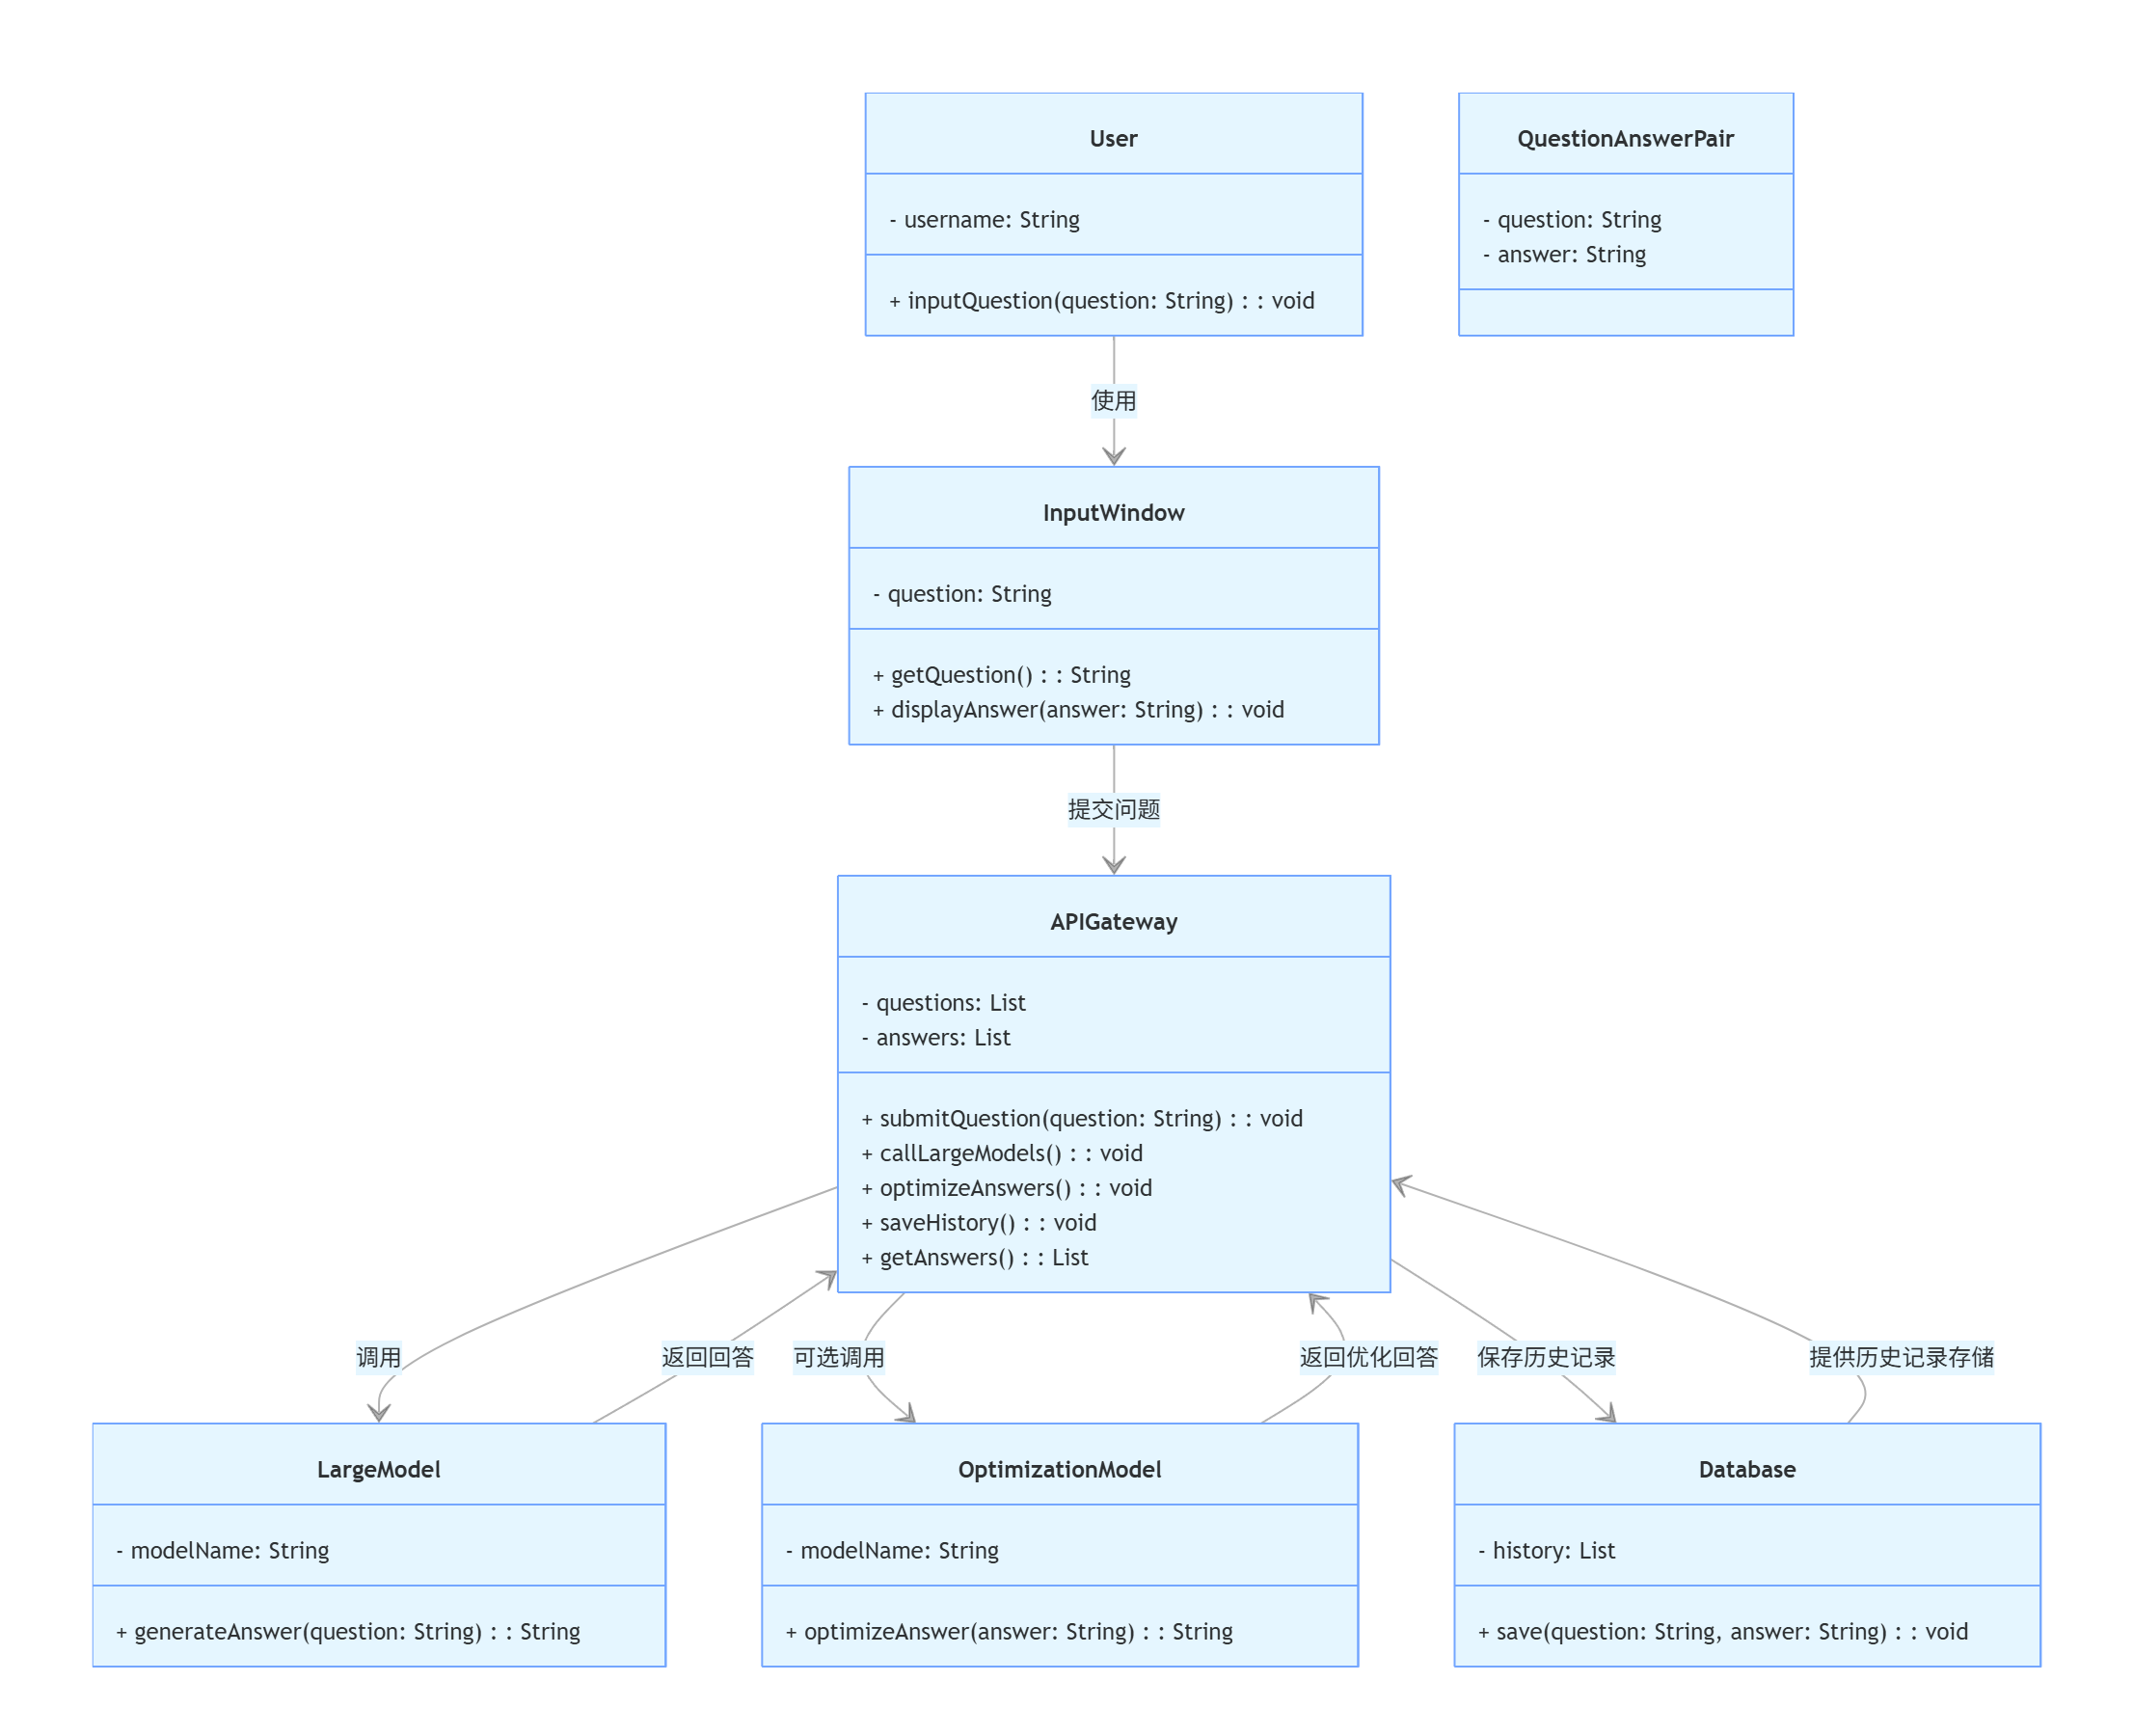 User
- username: String
+ inputQuestion(question: String) : : void
QuestionAnswerPair
- question: String
- answer: String
使用
InputWindow
- question: String
+ getQuestion() : : String
+ displayAnswer(answer: String) : : void
提交问题
APIGateway
- questions: List
- answers: List
+ submitQuestion(question: String) : : void
+ callLargeModels() : : void
+ optimizeAnswers() : : void
+ saveHistory() : : void
+ getAnswers() : : List
调用
返回回答
可选调用
返回优化回答
保存历史记录
提供历史记录存储
LargeModel
- modelName: String
+ generateAnswer(question: String) : : String
OptimizationModel
- modelName: String
+ optimizeAnswer(answer: String) : : String
Database
- history: List
+ save(question: String, answer: String) : : void